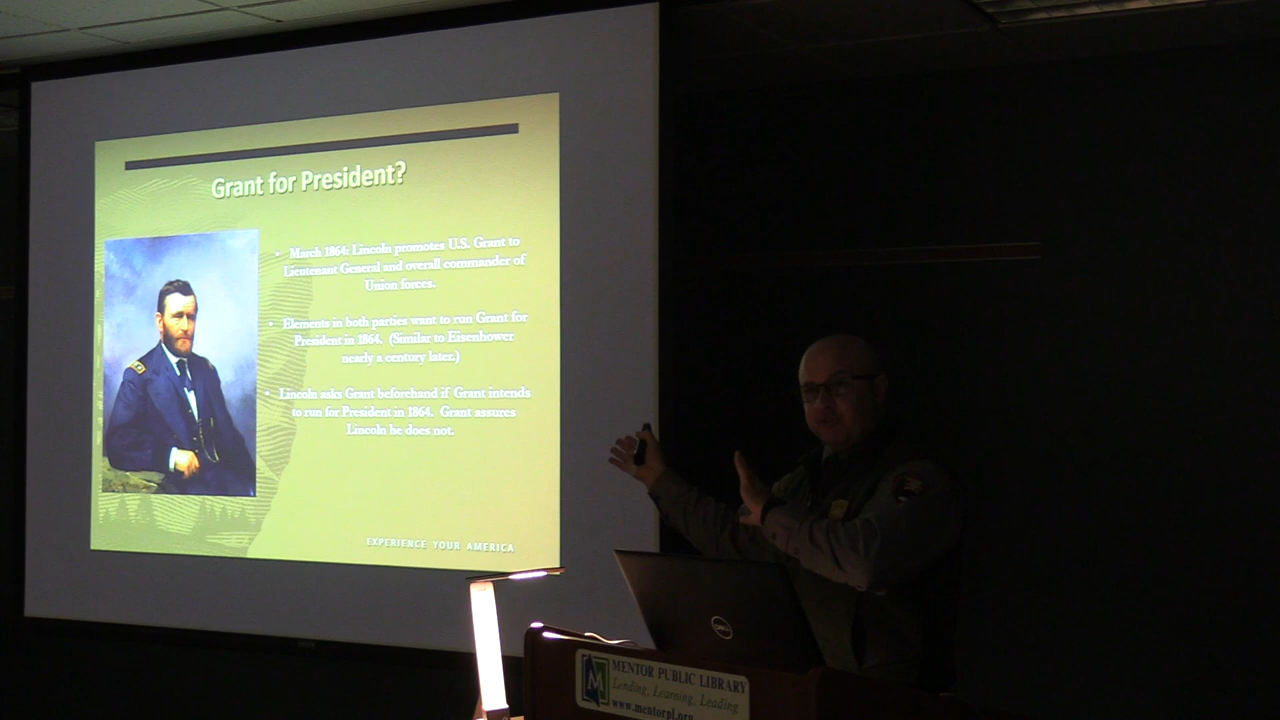 Grant for President?
• March 1864: Lincoln promotes U.S. Grant to
Lieutenant General and overall commander of
Union forces.
• Elements in both parties want to run Grant for
President in 1864. (Similar to Eisenhower
nearly a century later.)
• Lincoln asks Grant beforehand if Grant intends
to run for President in 1864. Grant assures
Lincoln he does not.
EXPERIENCE YOUR AMERICA
DELL
M
MENTOR PUBLIC LIBRARY
Lending, Learning, Leading
www.mentorpl.org